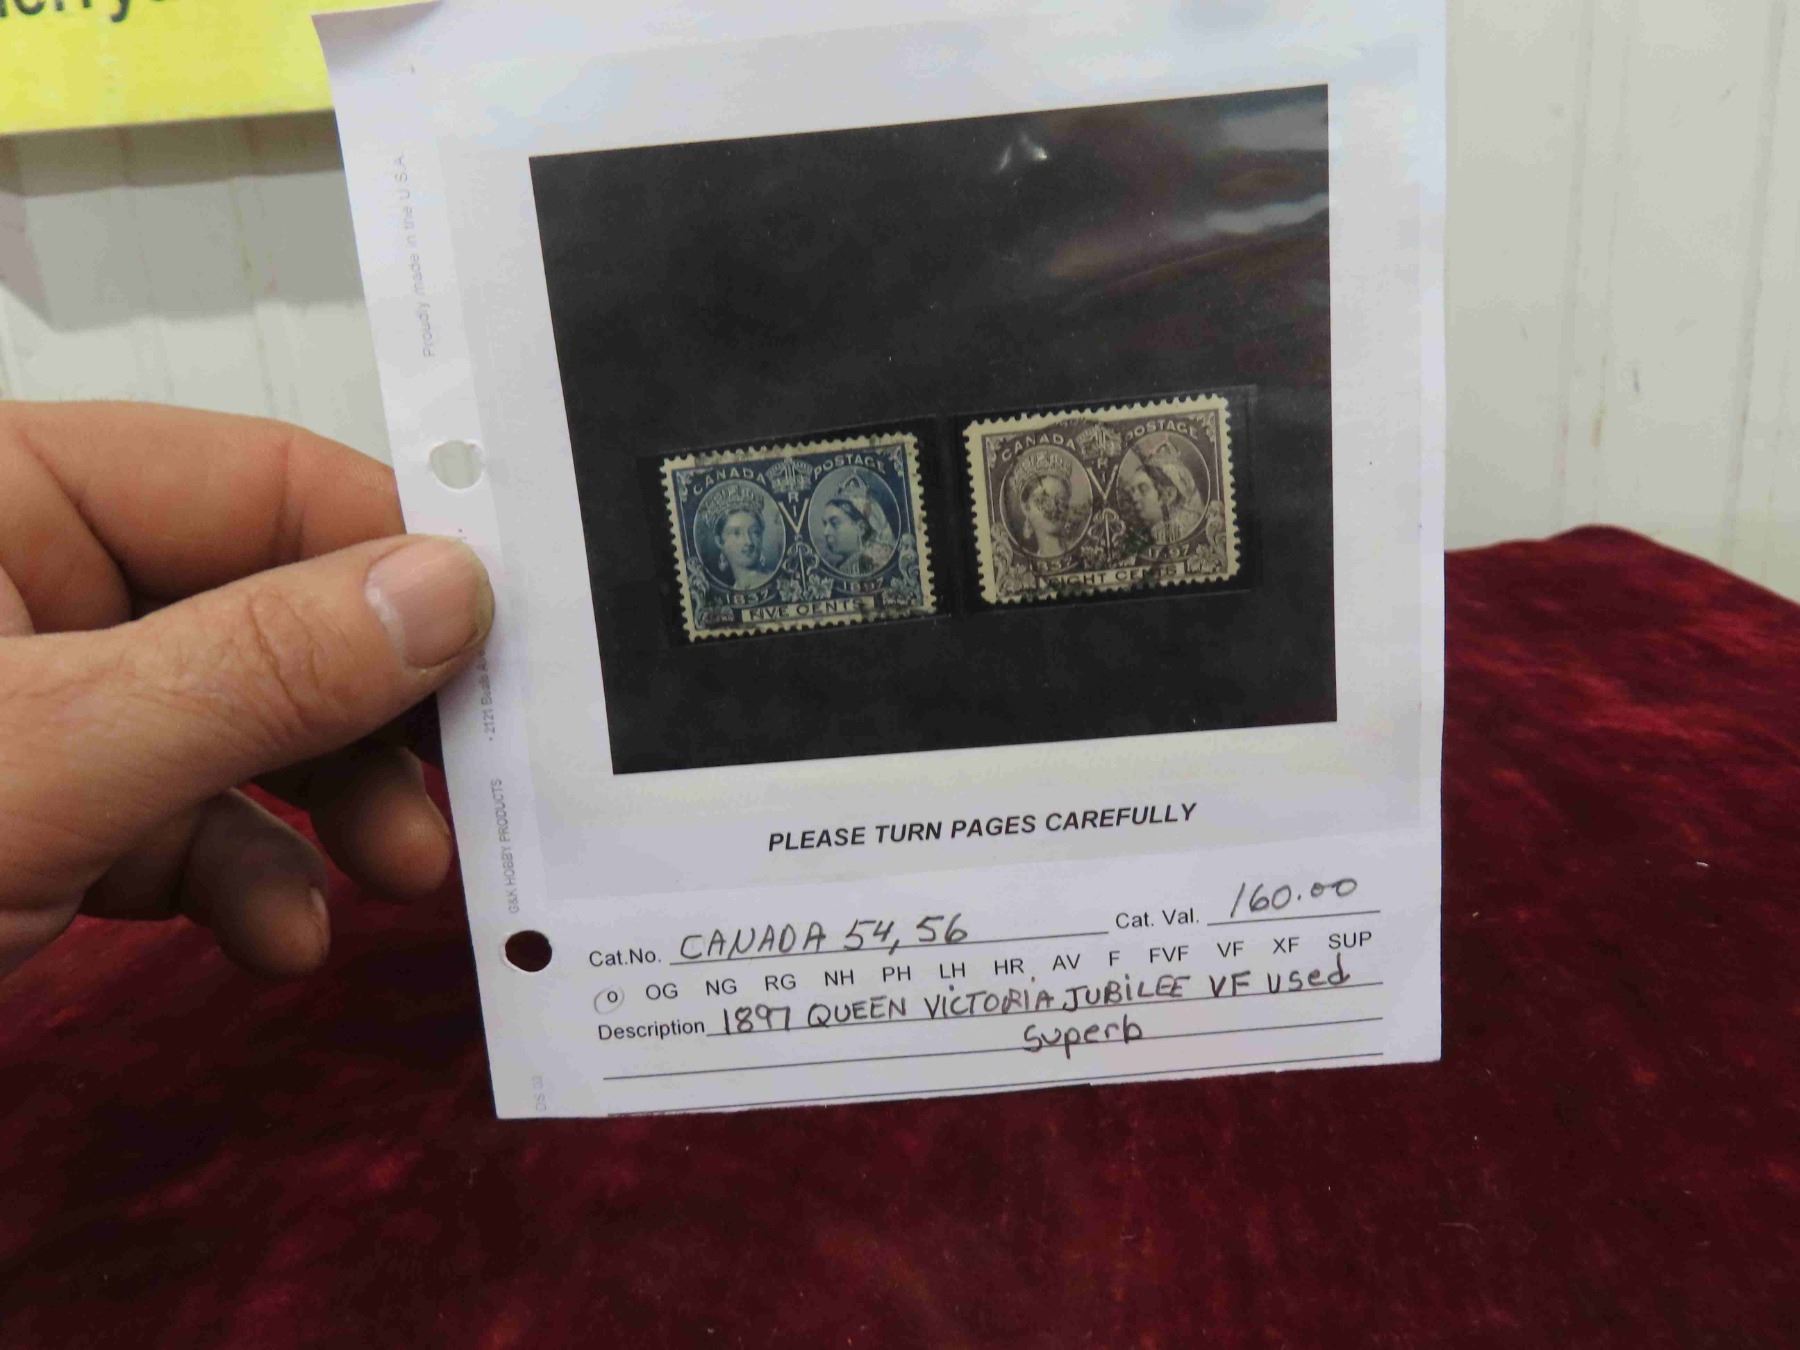 Proudly made in the U.S.A.
CANADA POSTAGE
V R I
1837 1897
FIVE CENTS
CANADA POSTAGE
V R I
1837 1897
EIGHT CENTS
G&K HOBBY PRODUCTS • 2121
PLEASE TURN PAGES CAREFULLY
Cat.No. CANADA 54, 56 Cat. Val. 160.00
O OG NG RG NH PH LH HR AV F FVF VF XF SUP
Description 1897 QUEEN VICTORIA JUBILEE VF used
Superb